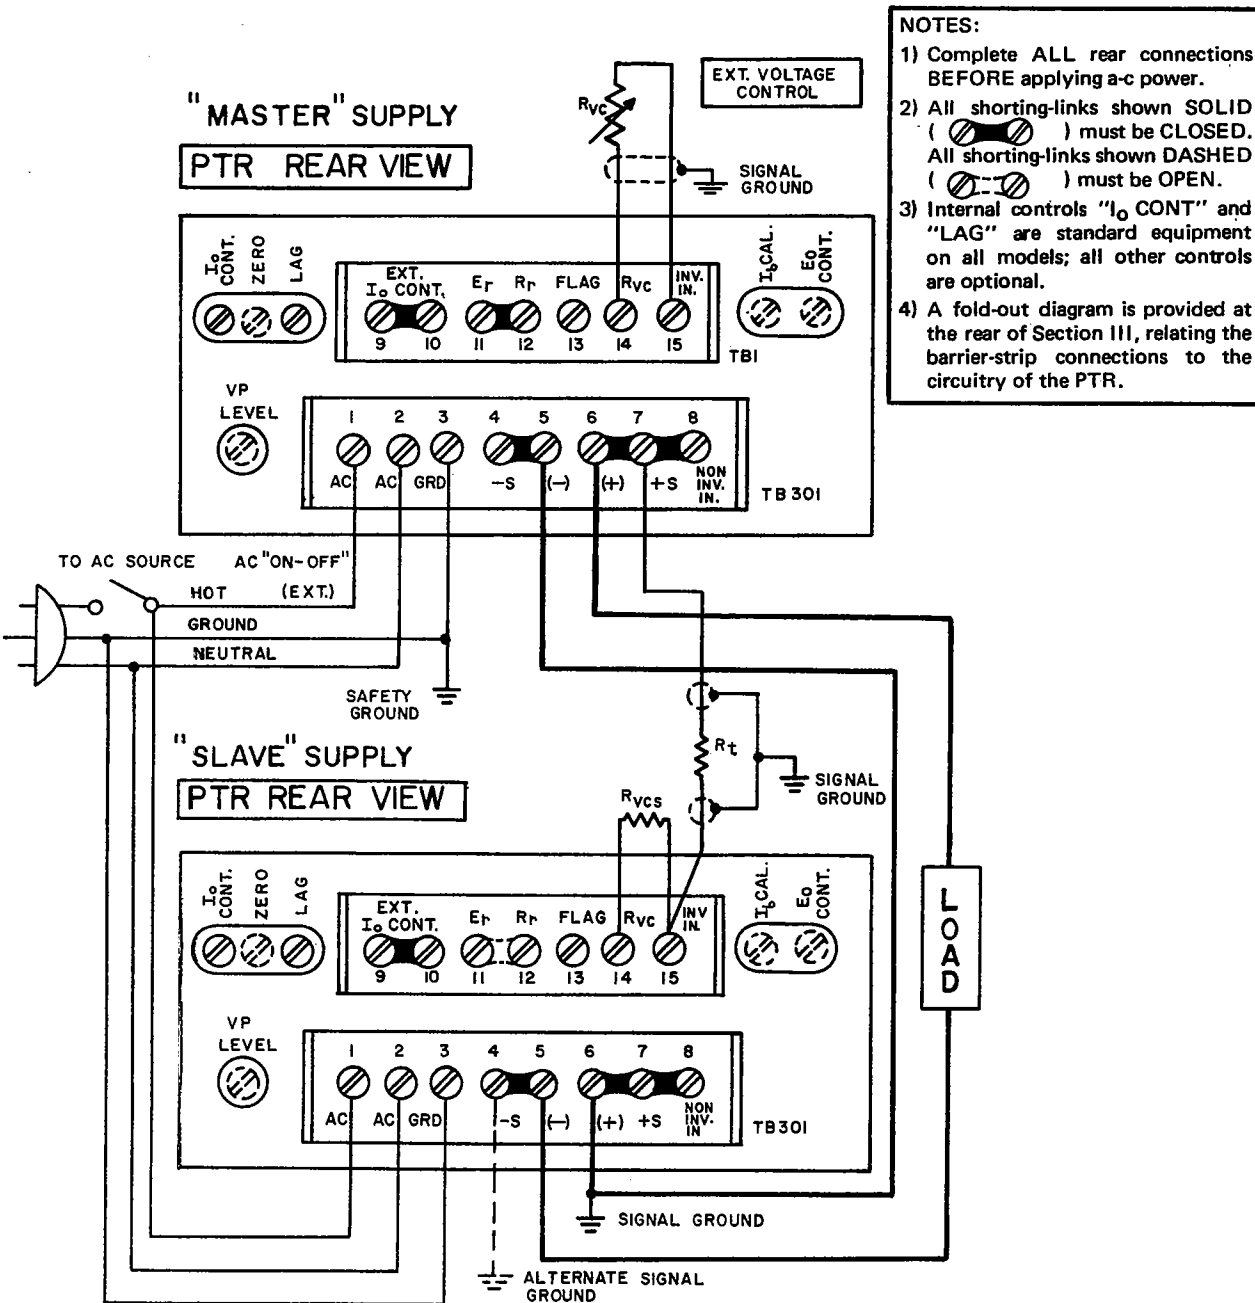 NOTES:
1) Complete ALL rear connections
BEFORE applying a-c power.
2) All shorting-links shown SOLID
( ) must be CLOSED.
All shorting-links shown DASHED
( ) must be OPEN.
3) Internal controls "Io CONT" and
"LAG" are standard equipment
on all models; all other controls
are optional.
4) A fold-out diagram is provided at
the rear of Section III, relating the
barrier-strip connections to the
circuitry of the PTR.
EXT. VOLTAGE
CONTROL
Rvc
SIGNAL
GROUND
"MASTER" SUPPLY
PTR REAR VIEW
Io CONT.
ZERO
LAG
EXT.
Io CONT.
Er
Rr
FLAG
Rvc
INV.
IN.
9 10 11 12 13 14 15
TB1
Io CAL.
Eo CONT.
VP
LEVEL
1 2 3 4 5 6 7 8
AC AC GRD -S (-) (+) +S
NON
INV.
IN.
TB301
TO AC SOURCE
AC "ON-OFF"
(EXT.)
HOT
GROUND
NEUTRAL
SAFETY
GROUND
Rt
SIGNAL
GROUND
"SLAVE" SUPPLY
PTR REAR VIEW
Rvcs
Io CONT.
ZERO
LAG
EXT.
Io CONT.
Er
Rr
FLAG
Rvc
INV
IN.
9 10 11 12 13 14 15
Io CAL.
Eo CONT.
LOAD
VP
LEVEL
1 2 3 4 5 6 7 8
AC AC GRD -S (-) (+) +S
NON
INV.
IN
TB301
SIGNAL GROUND
ALTERNATE SIGNAL
GROUND